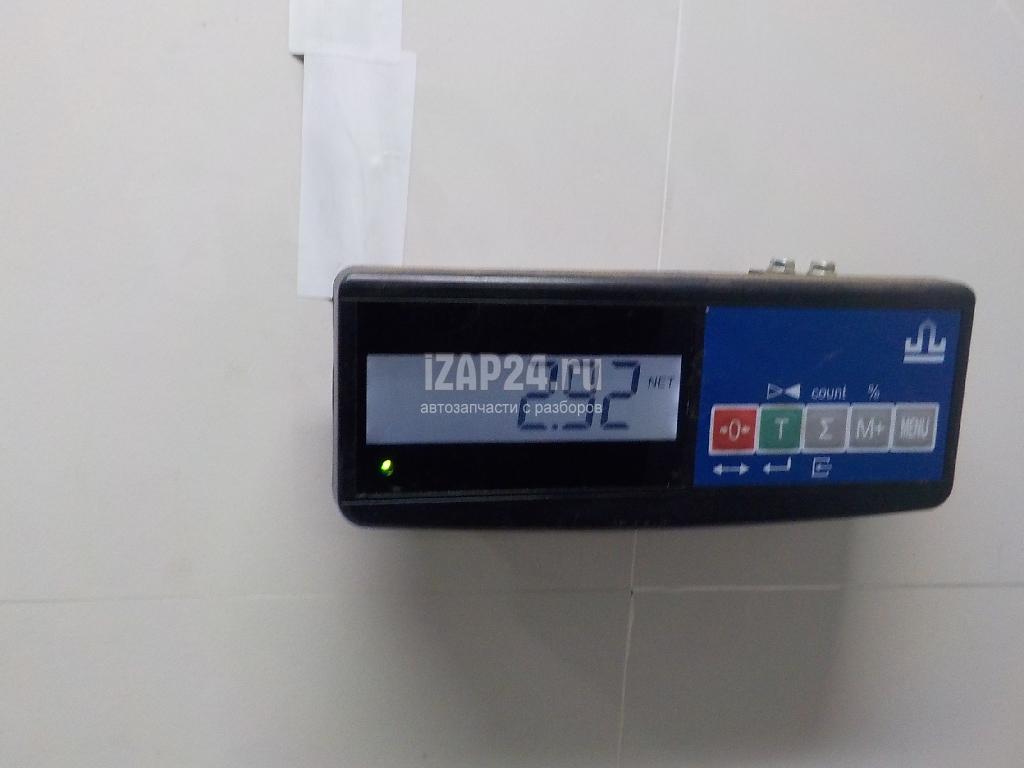 iZAP24.ru
автозапчасти с разборов
2.92 NET
count %
→0← T Σ M+ MENU